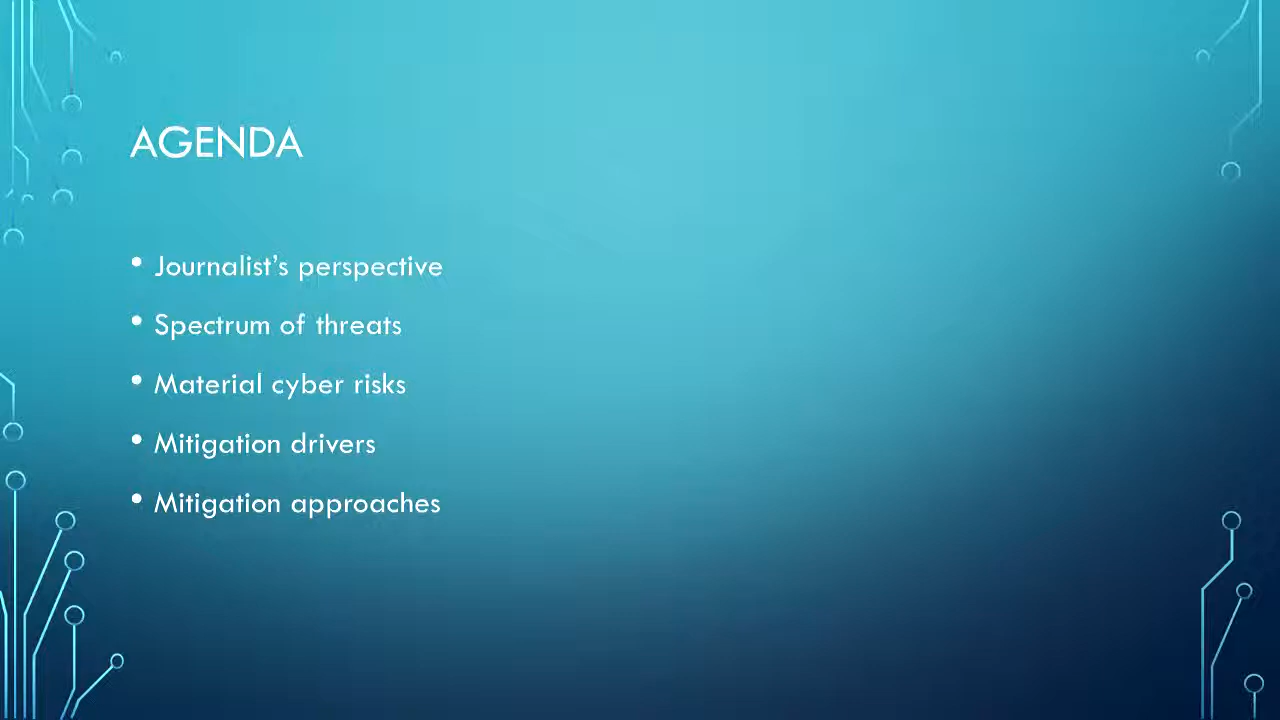 AGENDA
• Journalist’s perspective
• Spectrum of threats
• Material cyber risks
• Mitigation drivers
• Mitigation approaches